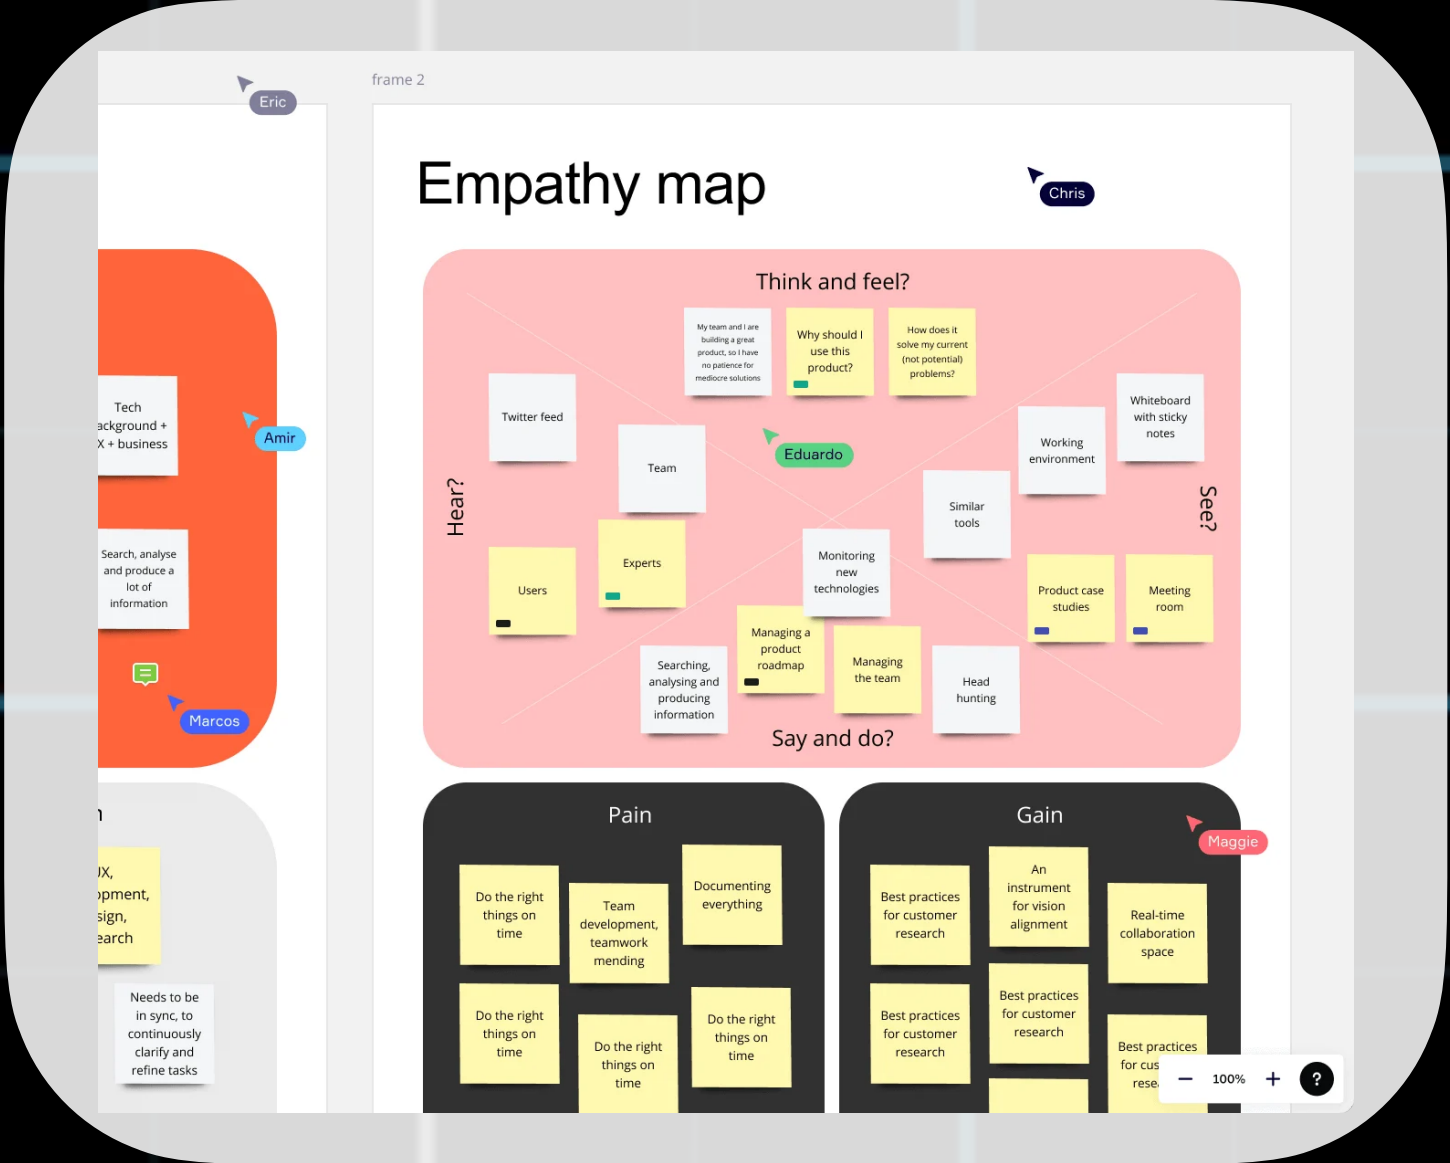 frame 2
Eric
Empathy map
Chris
Think and feel?
My team and I are
building a great
product, so I have
no patience for
mediocre solutions
Why should I
use this
product?
How does it
solve my current
(not potential)
problems?
Twitter feed
Team
Eduardo
Working
environment
Whiteboard
with sticky
notes
Hear?
See?
Similar
tools
Users
Experts
Monitoring
new
technologies
Product case
studies
Meeting
room
Searching,
analysing and
producing
information
Managing a
product
roadmap
Managing
the team
Head
hunting
Say and do?
Tech
ackground +
X + business
Amir
Search, analyse
and produce a
lot of
information
Marcos
n
UX,
opment,
sign,
earch
Needs to be
in sync, to
continuously
clarify and
refine tasks
Pain
Do the right
things on
time
Team
development,
teamwork
mending
Documenting
everything
Do the right
things on
time
Do the right
things on
time
Do the right
things on
time
Gain
Maggie
Best practices
for customer
research
An
instrument
for vision
alignment
Real-time
collaboration
space
Best practices
for customer
research
Best practices
for customer
research
Best practices
for cus
rese
− 100% + ?